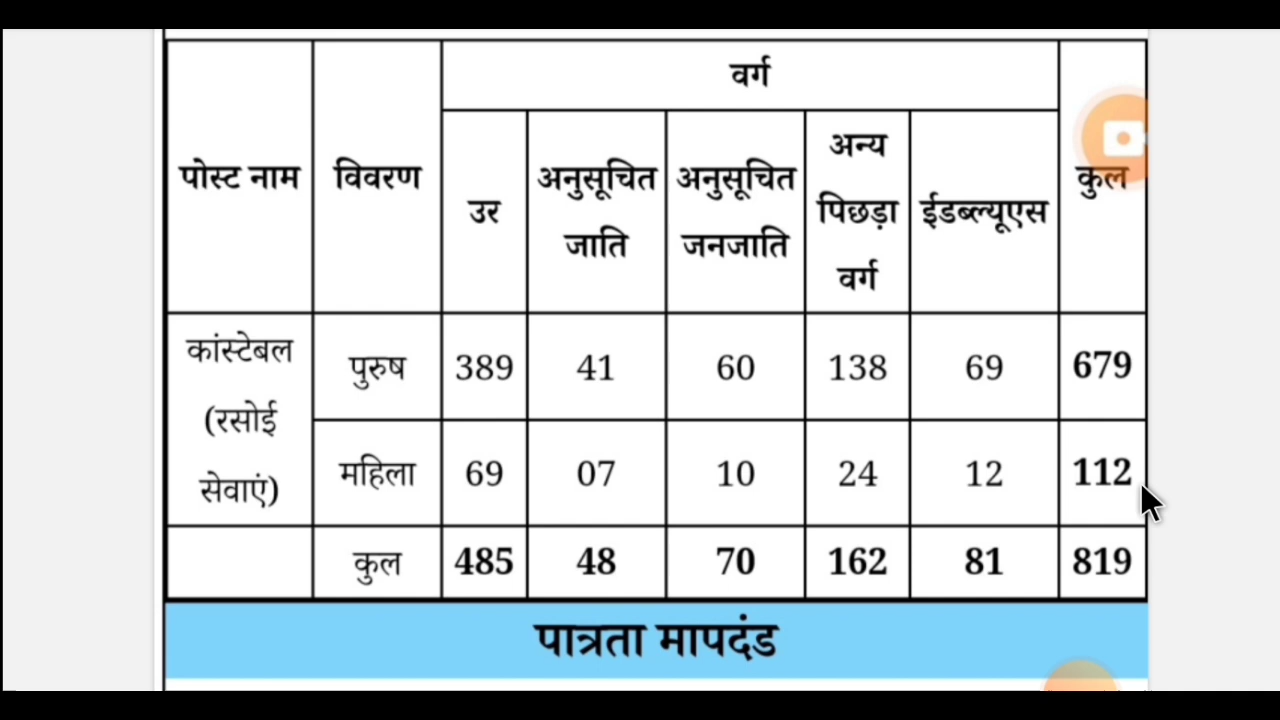 वर्ग
पोस्ट नाम विवरण उर अनुसूचित जाति अनुसूचित जनजाति अन्य पिछड़ा वर्ग ईडब्ल्यूएस कुल
कांस्टेबल (रसोई सेवाएं) पुरुष 389 41 60 138 69 679
महिला 69 07 10 24 12 112
कुल 485 48 70 162 81 819
पात्रता मापदंड